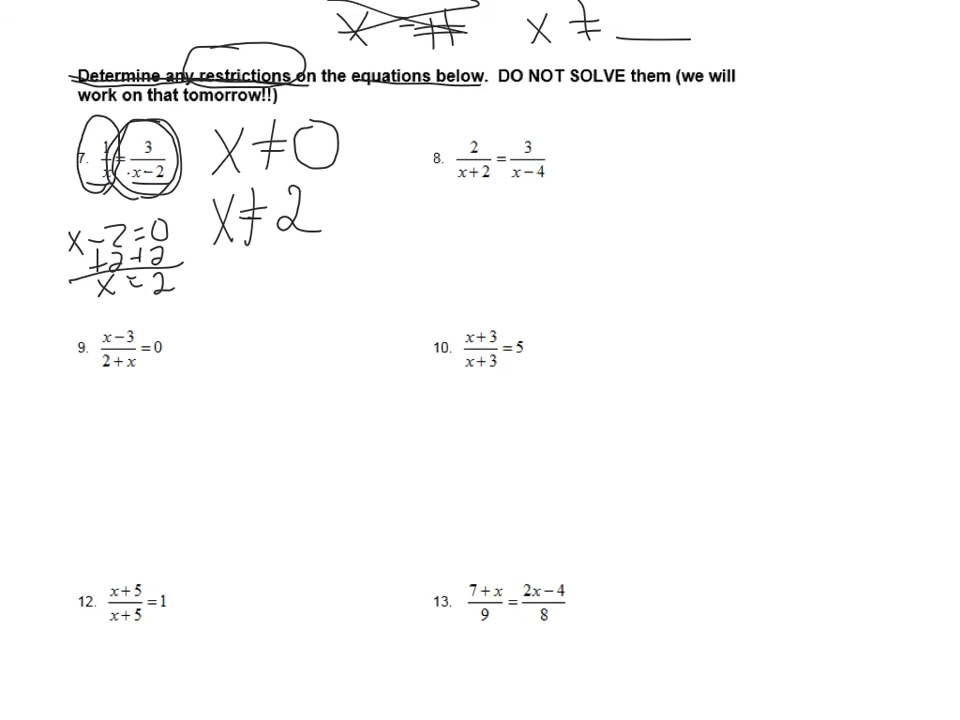 x = # x ≠ ___
Determine any restrictions on the equations below. DO NOT SOLVE them (we will
work on that tomorrow!!)
7. 1/x = 3/(x−2) x ≠ 0
x ≠ 2
x − 2 = 0
+2 +2
x = 2
8. 2/(x+2) = 3/(x−4)
9. (x−3)/(2+x) = 0
10. (x+3)/(x+3) = 5
12. (x+5)/(x+5) = 1
13. (7+x)/9 = (2x−4)/8